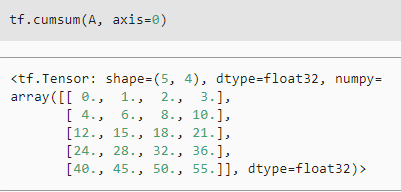 tf.cumsum(A, axis=0)
<tf.Tensor: shape=(5, 4), dtype=float32, numpy=
array([[ 0.,  1.,  2.,  3.],
       [ 4.,  6.,  8., 10.],
       [12., 15., 18., 21.],
       [24., 28., 32., 36.],
       [40., 45., 50., 55.]], dtype=float32)>